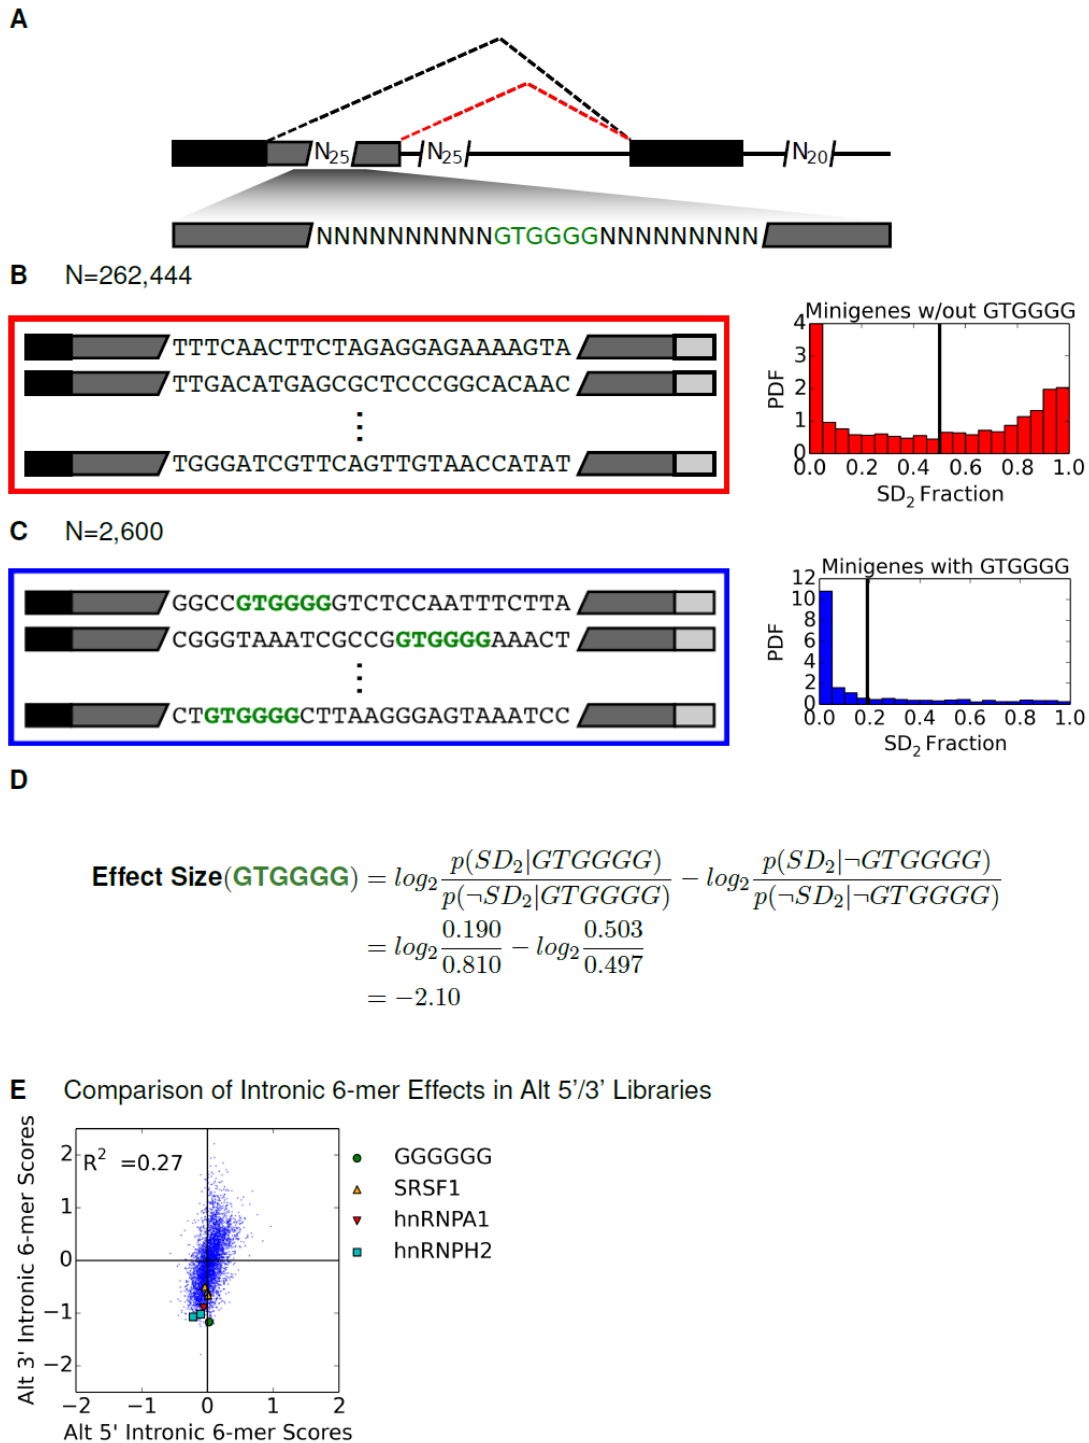 A
N25
N25
N20
NNNNNNNNNNGTGGGGNNNNNNNNN
B N=262,444
TTTCAACTTCTAGAGGAGAAAAGTA
TTGACATGAGCGCTCCCGGCACAAC
⋮
TGGGATCGTTCAGTTGTAACCATAT
Minigenes w/out GTGGGG
PDF
4
3
2
1
0
0.0 0.2 0.4 0.6 0.8 1.0
SD2 Fraction
C N=2,600
GGCCGTGGGGGTCTCCAATTTCTTA
CGGGTAAATCGCCGGTGGGGAAACT
⋮
CTGTGGGGCTTAAGGGAGTAAATCC
Minigenes with GTGGGG
PDF
12
10
8
6
4
2
0
0.0 0.2 0.4 0.6 0.8 1.0
SD2 Fraction
D
Effect Size(GTGGGG) = log2 p(SD2|GTGGGG) / p(¬SD2|GTGGGG) − log2 p(SD2|¬GTGGGG) / p(¬SD2|¬GTGGGG)
= log2 0.190 / 0.810 − log2 0.503 / 0.497
= −2.10
E Comparison of Intronic 6-mer Effects in Alt 5'/3' Libraries
Alt 3' Intronic 6-mer Scores
2
1
0
−1
−2
R² =0.27
GGGGGG
SRSF1
hnRNPA1
hnRNPH2
−2 −1 0 1 2
Alt 5' Intronic 6-mer Scores